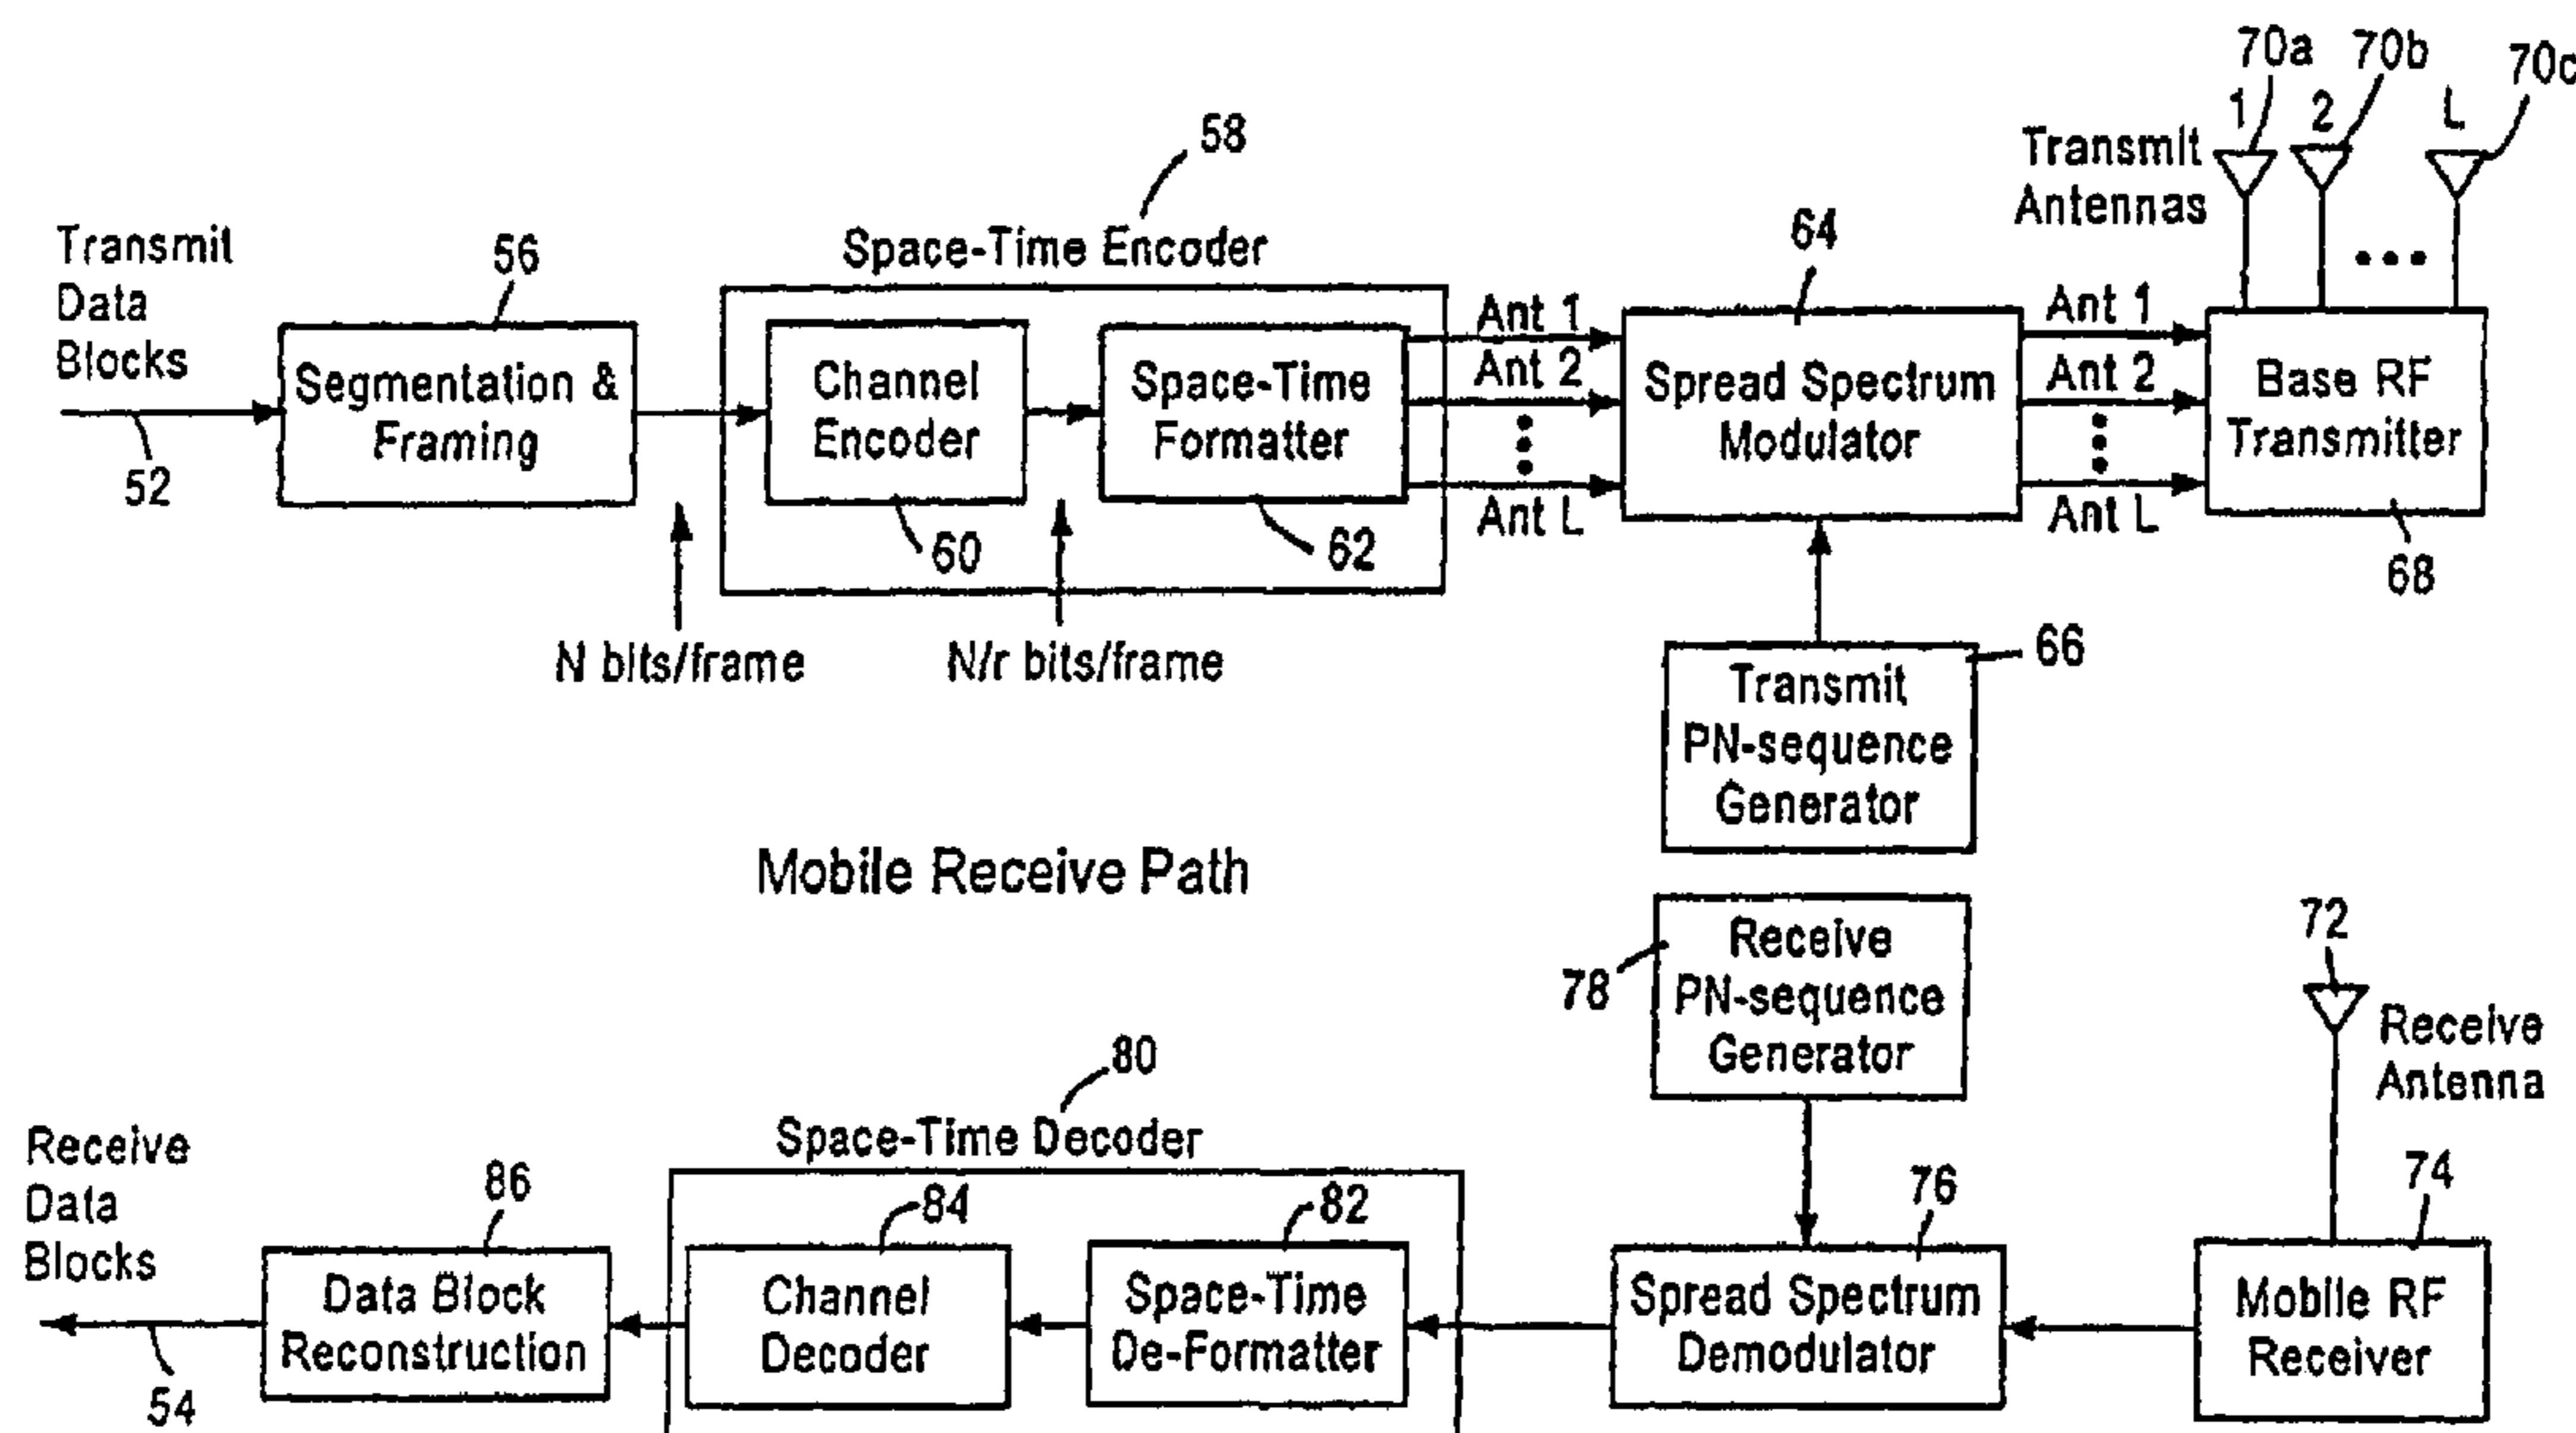 70a
70b
70c
1
2
L
Transmit
Antennas
58
Space-Time Encoder
64
Transmit
Data
Blocks
56
52
Segmentation &
Framing
Channel
Encoder
60
Space-Time
Formatter
62
Ant 1
Ant 2
Ant L
Spread Spectrum
Modulator
Ant 1
Ant 2
Ant L
Base RF
Transmitter
68
N bits/frame
N/r bits/frame
66
Transmit
PN-sequence
Generator
Mobile Receive Path
78
Receive
PN-sequence
Generator
72
Receive
Antenna
80
Space-Time Decoder
Receive
Data
Blocks
86
84
82
76
74
54
Data Block
Reconstruction
Channel
Decoder
Space-Time
De-Formatter
Spread Spectrum
Demodulator
Mobile RF
Receiver